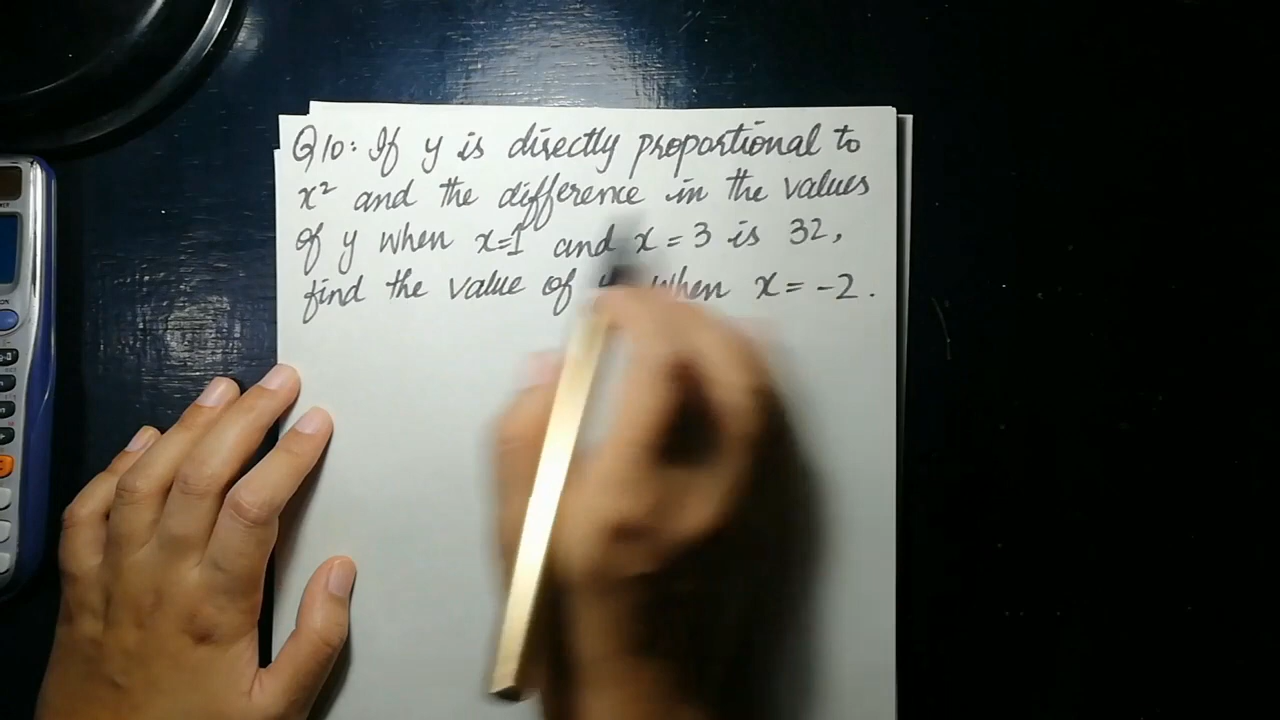 Q10: If y is directly proportional to
x² and the difference in the values
of y when x=1 and x = 3 is 32,
find the value of when x = -2.